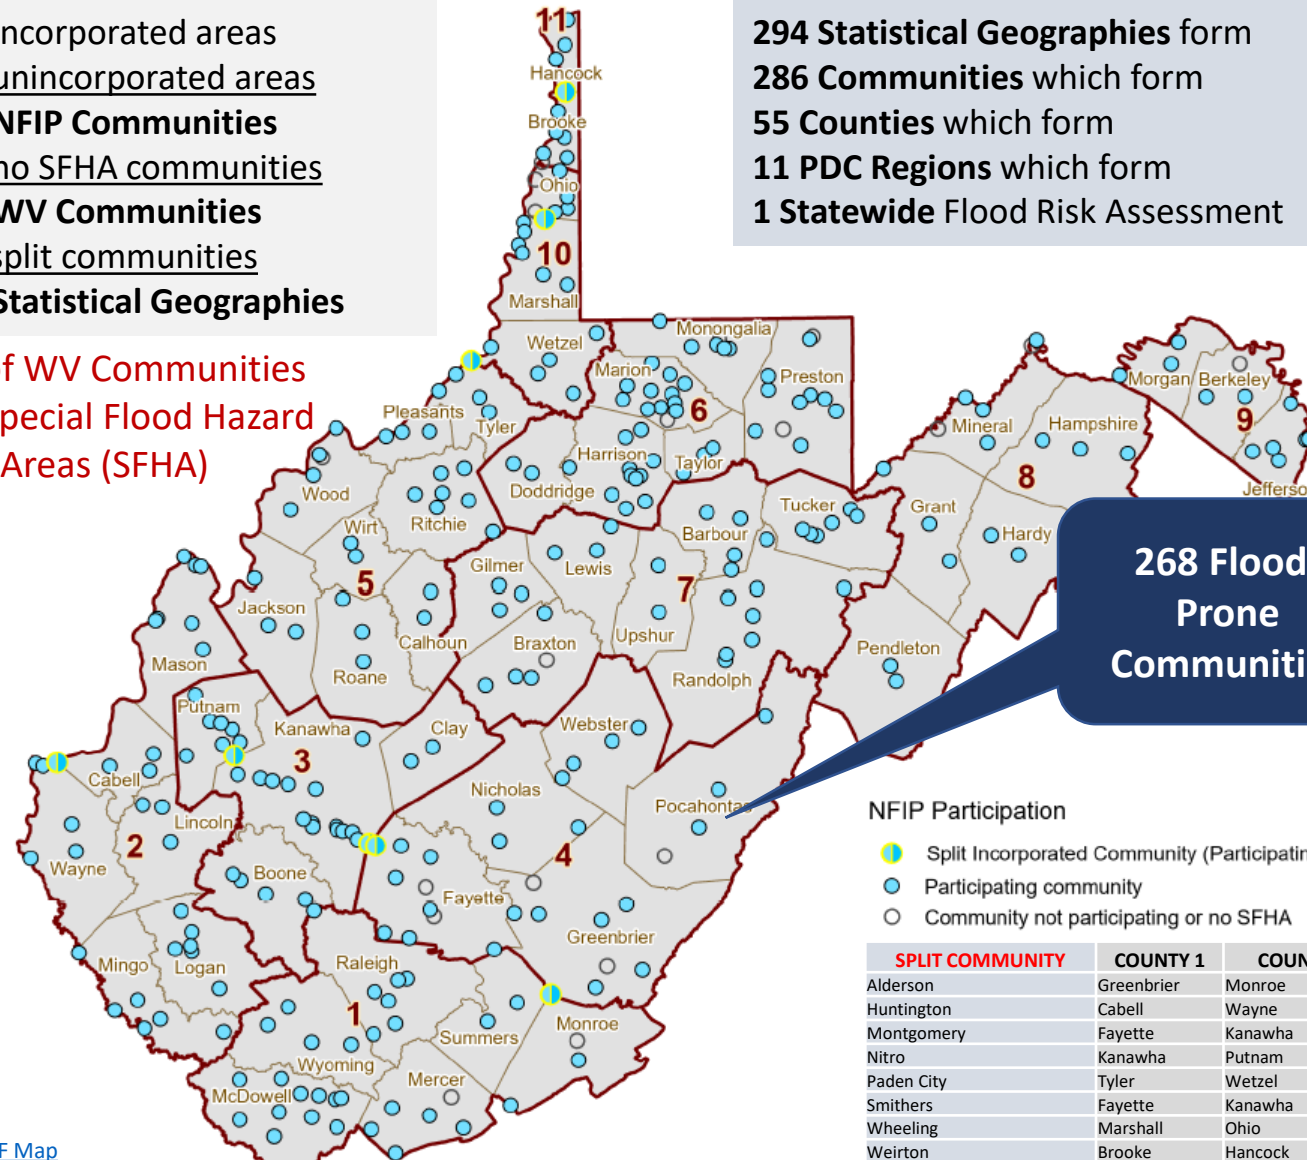 ncorporated areas
unincorporated areas
NFIP Communities
no SFHA communities
WV Communities
split communities
Statistical Geographies
of WV Communities
pecial Flood Hazard
Areas (SFHA)
294 Statistical Geographies form
286 Communities which form
55 Counties which form
11 PDC Regions which form
1 Statewide Flood Risk Assessment
11
Hancock
Brooke
Ohio
10
Marshall
Wetzel
Monongalia
Marion
Preston
6
Pleasants
Tyler
Harrison
Taylor
Doddridge
Wood
Ritchie
Wirt
Morgan
Berkeley
9
Mineral
Hampshire
8
Jefferso
Grant
Hardy
Tucker
Barbour
Gilmer
Lewis
7
5
Jackson
Calhoun
Braxton
Upshur
Pendleton
Mason
Roane
Randolph
Putnam
Kanawha
Clay
Webster
3
Cabell
Nicholas
Pocahontas
Lincoln
2
4
Wayne
Boone
Fayette
Greenbrier
Mingo
Logan
Raleigh
1
Summers
Monroe
Wyoming
Mercer
McDowell
268 Flood
Prone
Communiti
NFIP Participation
Split Incorporated Community (Participatin
Participating community
Community not participating or no SFHA
SPLIT COMMUNITY COUNTY 1 COUN
Alderson Greenbrier Monroe
Huntington Cabell Wayne
Montgomery Fayette Kanawha
Nitro Kanawha Putnam
Paden City Tyler Wetzel
Smithers Fayette Kanawha
Wheeling Marshall Ohio
Weirton Brooke Hancock
F Map